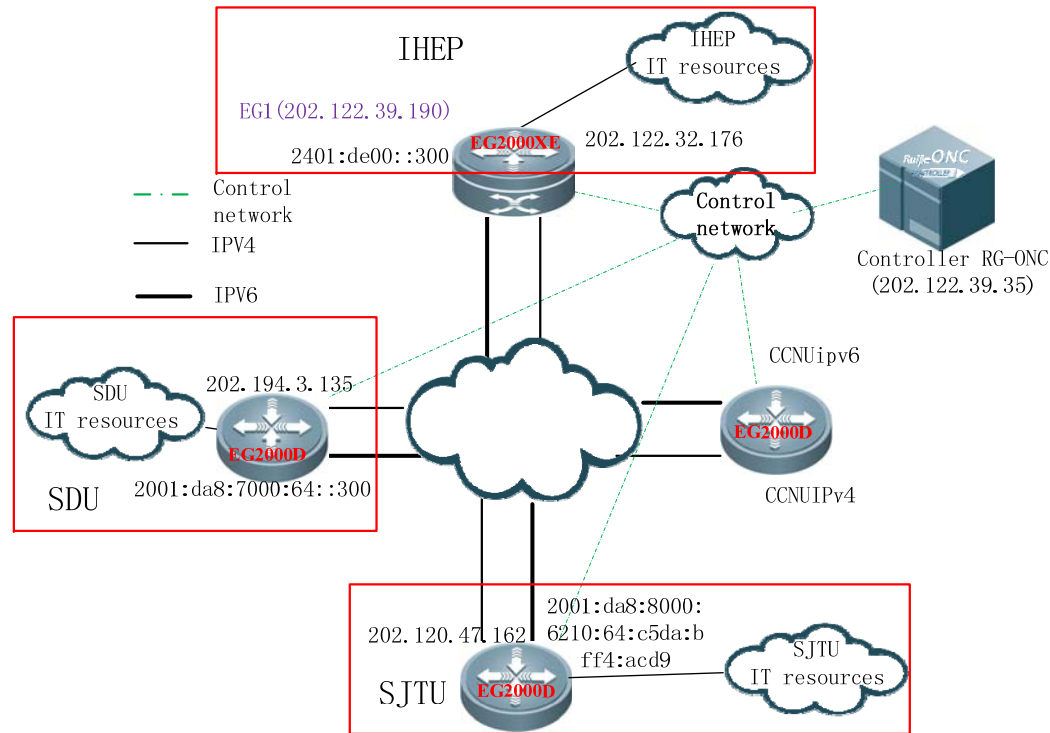 IHEP
IHEP
IT resources
EG1(202.122.39.190)
EG2000XE
202.122.32.176
2401:de00::300
RuijieONC
Control
network
IPV4
IPV6
Control
network
Controller RG-ONC
(202.122.39.35)
CCNUipv6
SDU
IT resources
202.194.3.135
EG2000D
EG2000D
2001:da8:7000:64::300
SDU
CCNUIPv4
2001:da8:8000:
202.120.47.162
6210:64:c5da:b
ff4:acd9
SJTU
IT resources
SJTU
EG2000D